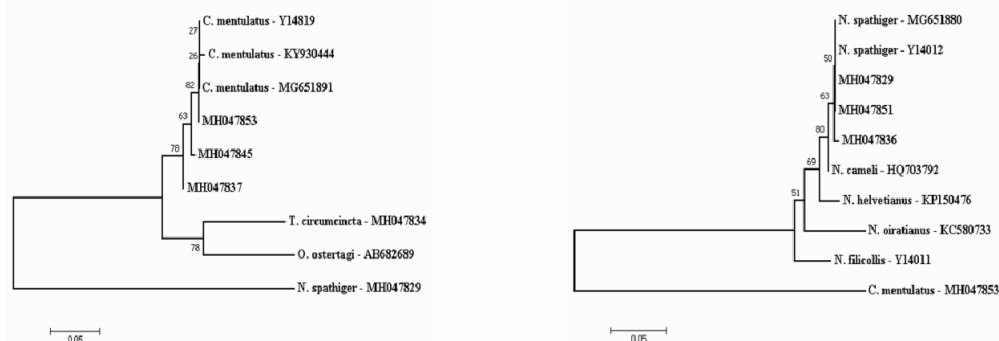 C. mentulatus - Y14819
27
26
C. mentulatus - KY930444
82
C. mentulatus - MG651891
63
MH047853
78
MH047845
MH047837
T. circumcincta - MH047834
78
O. ostertagi - AB682689
N. spathiger - MH047829
0.05
N. spathiger - MG651880
N. spathiger - Y14012
50
MH047829
63
MH047851
80
MH047836
69
N. cameli - HQ703792
51
N. helvetianus - KP150476
N. oiratianus - KC580733
N. filicollis - Y14011
C. mentulatus - MH047853
0.05